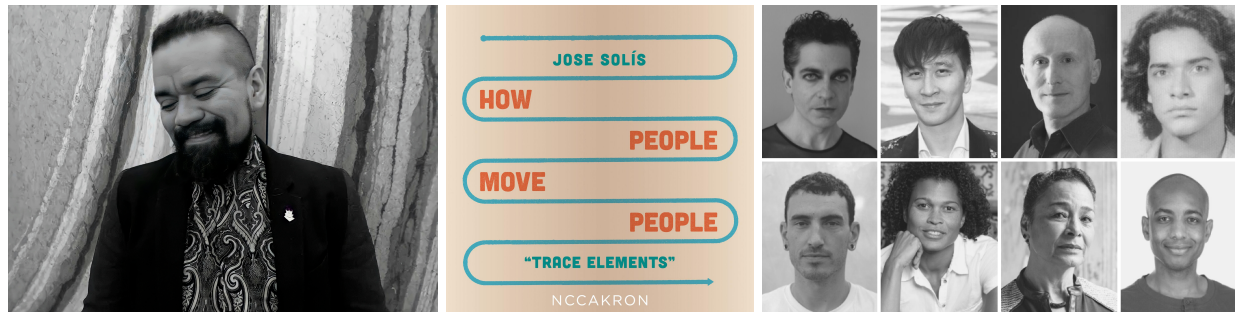 JOSE SOLÍS
HOW
PEOPLE
MOVE
PEOPLE
“TRACE ELEMENTS”
NCCAKRON